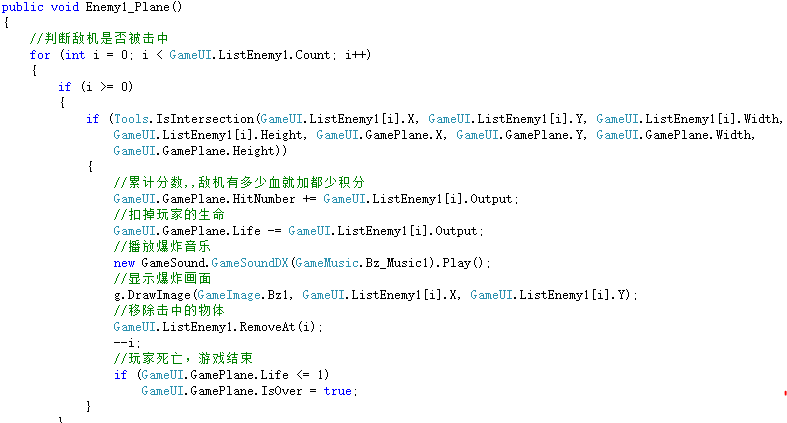 public void Enemy1_Plane()
{
//判断敌机是否被击中
for (int i = 0; i < GameUI.ListEnemy1.Count; i++)
{
if (i >= 0)
{
if (Tools.IsIntersection(GameUI.ListEnemy1[i].X, GameUI.ListEnemy1[i].Y, GameUI.ListEnemy1[i].Width,
GameUI.ListEnemy1[i].Height, GameUI.GamePlane.X, GameUI.GamePlane.Y, GameUI.GamePlane.Width,
GameUI.GamePlane.Height))
{
//累计分数,,敌机有多少血就加都少积分
GameUI.GamePlane.HitNumber += GameUI.ListEnemy1[i].Output;
//扣掉玩家的生命
GameUI.GamePlane.Life -= GameUI.ListEnemy1[i].Output;
//播放爆炸音乐
new GameSound.GameSoundDX(GameMusic.Bz_Music1).Play();
//显示爆炸画面
g.DrawImage(GameImage.Bz1, GameUI.ListEnemy1[i].X, GameUI.ListEnemy1[i].Y);
//移除击中的物体
GameUI.ListEnemy1.RemoveAt(i);
--i;
//玩家死亡，游戏结束
if (GameUI.GamePlane.Life <= 1)
GameUI.GamePlane.IsOver = true;
}
}